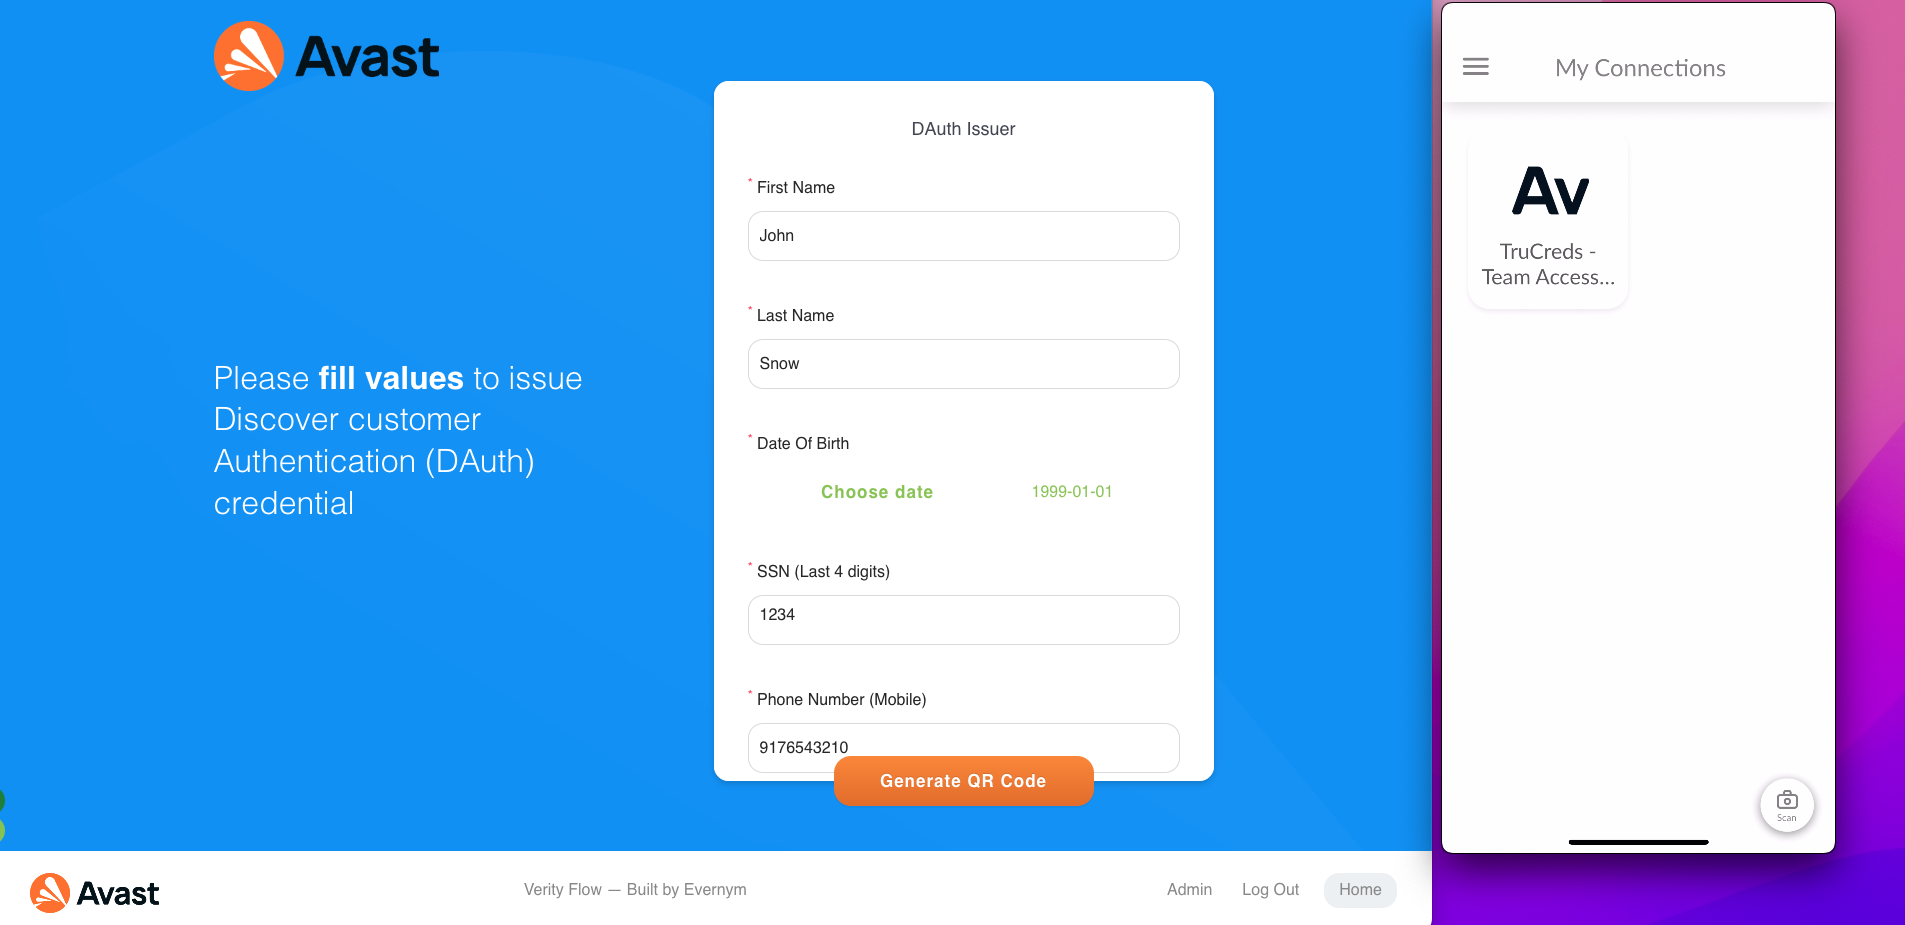 Avast
Please fill values to issue
Discover customer
Authentication (DAuth)
credential
DAuth Issuer
* First Name
John
* Last Name
Snow
* Date Of Birth
Choose date 1999-01-01
* SSN (Last 4 digits)
1234
* Phone Number (Mobile)
9176543210
Generate QR Code
Avast
Verity Flow — Built by Evernym
Admin Log Out Home
My Connections
Av
TruCreds -
Team Access...
Scan